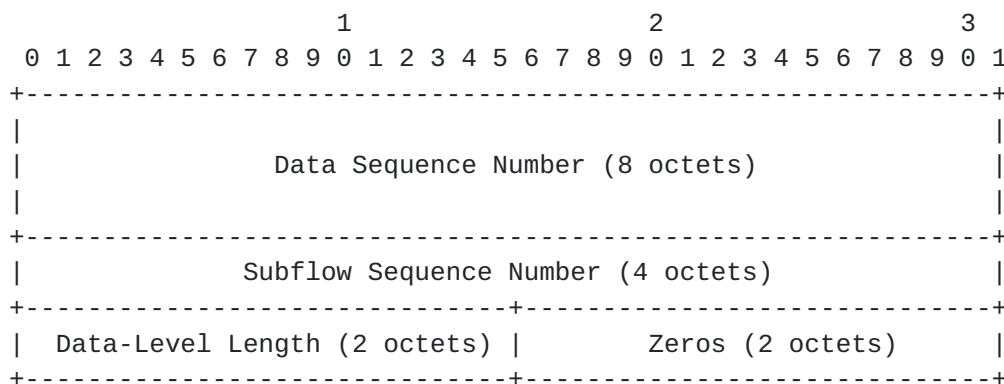 1                   2                   3
 0 1 2 3 4 5 6 7 8 9 0 1 2 3 4 5 6 7 8 9 0 1 2 3 4 5 6 7 8 9 0 1
+--------------------------------------------------------------+
|                                                              |
|                Data Sequence Number (8 octets)               |
|                                                              |
+--------------------------------------------------------------+
|              Subflow Sequence Number (4 octets)              |
+-------------------------------+------------------------------+
|  Data-Level Length (2 octets) |        Zeros (2 octets)      |
+-------------------------------+------------------------------+